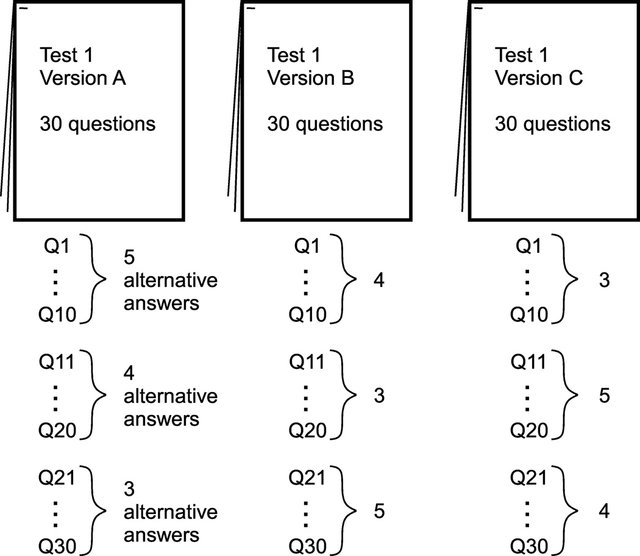 Test 1
Version A
30 questions
Test 1
Version B
30 questions
Test 1
Version C
30 questions
Q1
⋮
Q10
5
alternative
answers
Q1
⋮
Q10
4
Q1
⋮
Q10
3
Q11
⋮
Q20
4
alternative
answers
Q11
⋮
Q20
3
Q11
⋮
Q20
5
Q21
⋮
Q30
3
alternative
answers
Q21
⋮
Q30
5
Q21
⋮
Q30
4